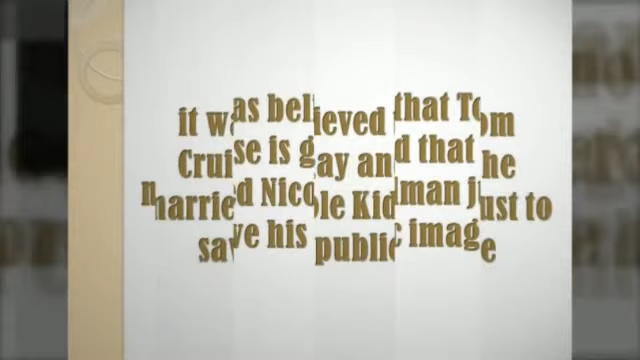 it was believed that Tom
Cruise is gay and that he
married Nicole Kidman just to
save his public image